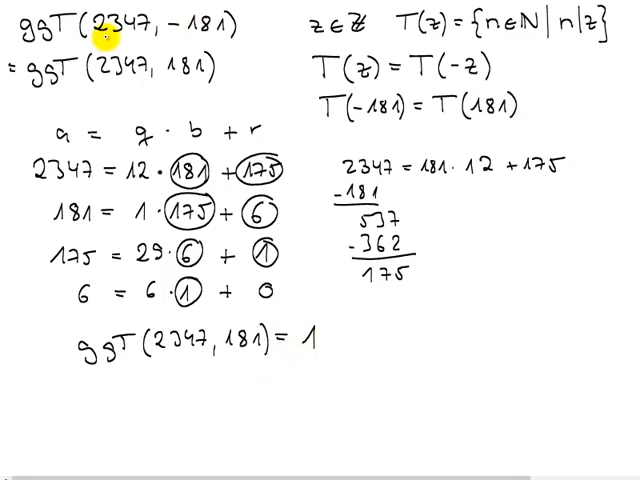 ggT(2347, -181)
= ggT(2347, 181)
z ∈ ℤ T(z) = {n ∈ ℕ | n|z}
T(z) = T(-z)
T(-181) = T(181)
a = q · b + r
2347 = 12 · 181 + 175
181 = 1 · 175 + 6
175 = 29 · 6 + 1
6 = 6 · 1 + 0
ggT(2347, 181) = 1
2347 = 181 · 12 + 175
-181
537
-362
175